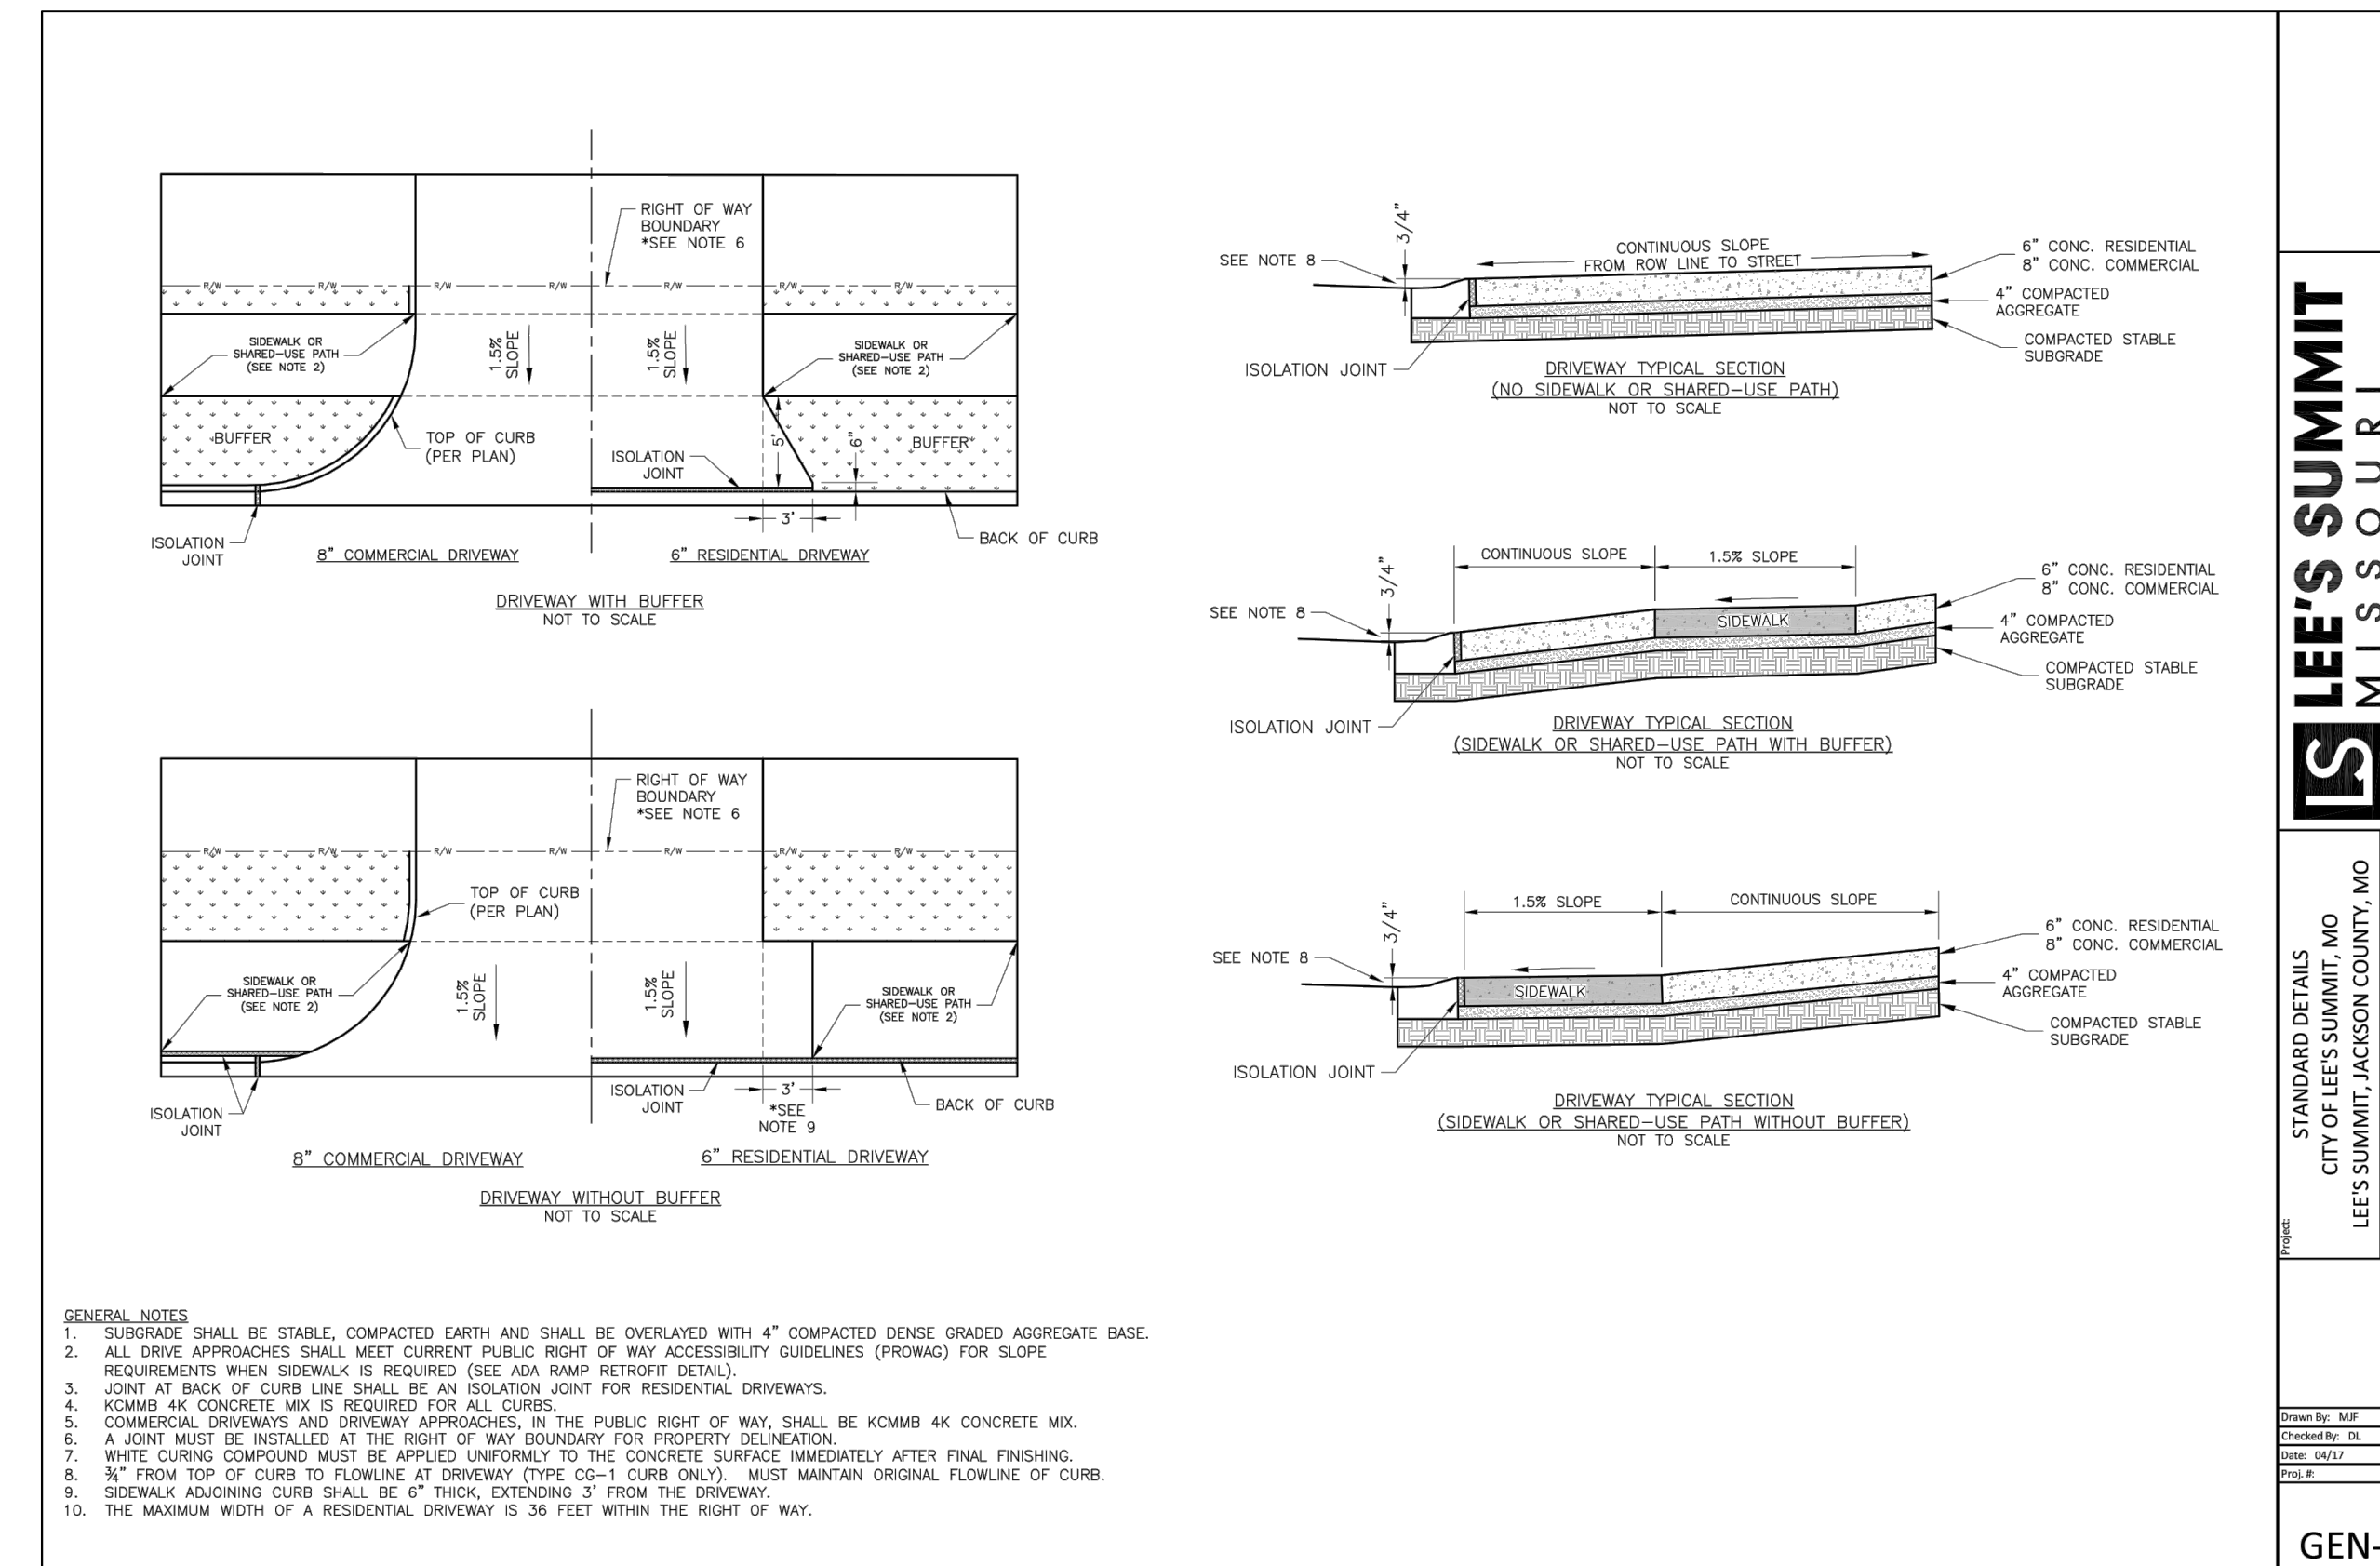 RIGHT OF WAY
BOUNDARY
*SEE NOTE 6
R/W R/W R/W R/W R/W R/W R/W
SIDEWALK OR
SHARED-USE PATH
(SEE NOTE 2)
1.5%
SLOPE
1.5%
SLOPE
SIDEWALK OR
SHARED-USE PATH
(SEE NOTE 2)
BUFFER
TOP OF CURB
(PER PLAN)
ISOLATION
JOINT
5'
6"
BUFFER
3'
ISOLATION
JOINT
BACK OF CURB
8" COMMERCIAL DRIVEWAY
6" RESIDENTIAL DRIVEWAY
DRIVEWAY WITH BUFFER
NOT TO SCALE
RIGHT OF WAY
BOUNDARY
*SEE NOTE 6
R/W R/W R/W R/W R/W R/W R/W
TOP OF CURB
(PER PLAN)
SIDEWALK OR
SHARED-USE PATH
(SEE NOTE 2)
1.5%
SLOPE
1.5%
SLOPE
SIDEWALK OR
SHARED-USE PATH
(SEE NOTE 2)
ISOLATION
JOINT
ISOLATION
JOINT
3'
*SEE
NOTE 9
BACK OF CURB
8" COMMERCIAL DRIVEWAY
6" RESIDENTIAL DRIVEWAY
DRIVEWAY WITHOUT BUFFER
NOT TO SCALE
3/4"
SEE NOTE 8
CONTINUOUS SLOPE
FROM ROW LINE TO STREET
6" CONC. RESIDENTIAL
8" CONC. COMMERCIAL
4" COMPACTED
AGGREGATE
COMPACTED STABLE
SUBGRADE
ISOLATION JOINT
DRIVEWAY TYPICAL SECTION
(NO SIDEWALK OR SHARED-USE PATH)
NOT TO SCALE
3/4"
SEE NOTE 8
CONTINUOUS SLOPE
1.5% SLOPE
SIDEWALK
6" CONC. RESIDENTIAL
8" CONC. COMMERCIAL
4" COMPACTED
AGGREGATE
COMPACTED STABLE
SUBGRADE
ISOLATION JOINT
DRIVEWAY TYPICAL SECTION
(SIDEWALK OR SHARED-USE PATH WITH BUFFER)
NOT TO SCALE
3/4"
SEE NOTE 8
1.5% SLOPE
CONTINUOUS SLOPE
SIDEWALK
6" CONC. RESIDENTIAL
8" CONC. COMMERCIAL
4" COMPACTED
AGGREGATE
COMPACTED STABLE
SUBGRADE
ISOLATION JOINT
DRIVEWAY TYPICAL SECTION
(SIDEWALK OR SHARED-USE PATH WITHOUT BUFFER)
NOT TO SCALE
GENERAL NOTES
1. SUBGRADE SHALL BE STABLE, COMPACTED EARTH AND SHALL BE OVERLAYED WITH 4" COMPACTED DENSE GRADED AGGREGATE BASE.
2. ALL DRIVE APPROACHES SHALL MEET CURRENT PUBLIC RIGHT OF WAY ACCESSIBILITY GUIDELINES (PROWAG) FOR SLOPE
REQUIREMENTS WHEN SIDEWALK IS REQUIRED (SEE ADA RAMP RETROFIT DETAIL).
3. JOINT AT BACK OF CURB LINE SHALL BE AN ISOLATION JOINT FOR RESIDENTIAL DRIVEWAYS.
4. KCMMB 4K CONCRETE MIX IS REQUIRED FOR ALL CURBS.
5. COMMERCIAL DRIVEWAYS AND DRIVEWAY APPROACHES, IN THE PUBLIC RIGHT OF WAY, SHALL BE KCMMB 4K CONCRETE MIX.
6. A JOINT MUST BE INSTALLED AT THE RIGHT OF WAY BOUNDARY FOR PROPERTY DELINEATION.
7. WHITE CURING COMPOUND MUST BE APPLIED UNIFORMLY TO THE CONCRETE SURFACE IMMEDIATELY AFTER FINAL FINISHING.
8. ¾" FROM TOP OF CURB TO FLOWLINE AT DRIVEWAY (TYPE CG-1 CURB ONLY). MUST MAINTAIN ORIGINAL FLOWLINE OF CURB.
9. SIDEWALK ADJOINING CURB SHALL BE 6" THICK, EXTENDING 3' FROM THE DRIVEWAY.
10. THE MAXIMUM WIDTH OF A RESIDENTIAL DRIVEWAY IS 36 FEET WITHIN THE RIGHT OF WAY.
LS LEE'S SUMMIT
MISSOURI
Project:
STANDARD DETAILS
CITY OF LEE'S SUMMIT, MO
LEE'S SUMMIT, JACKSON COUNTY, MO
Drawn By: MJF
Checked By: DL
Date: 04/17
Proj. #:
GEN-